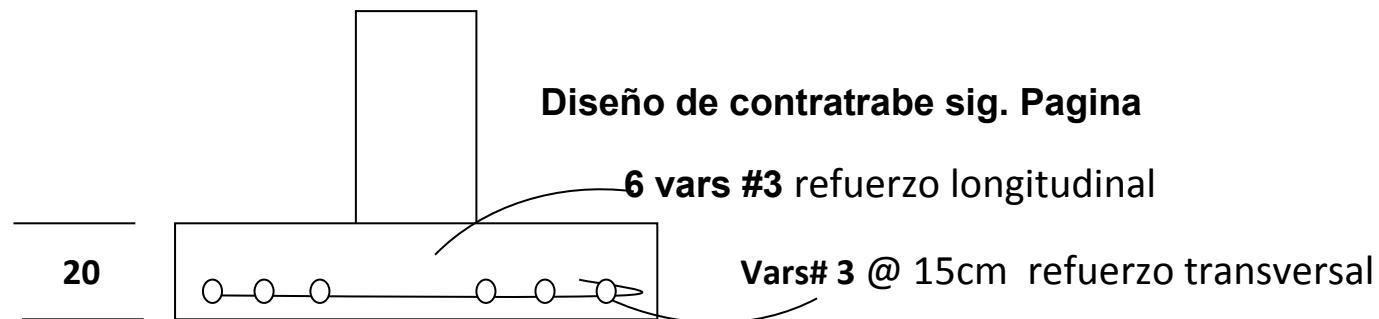 Diseño de contratrabe sig. Pagina
6 vars #3 refuerzo longitudinal
20
Vars# 3 @ 15cm refuerzo transversal